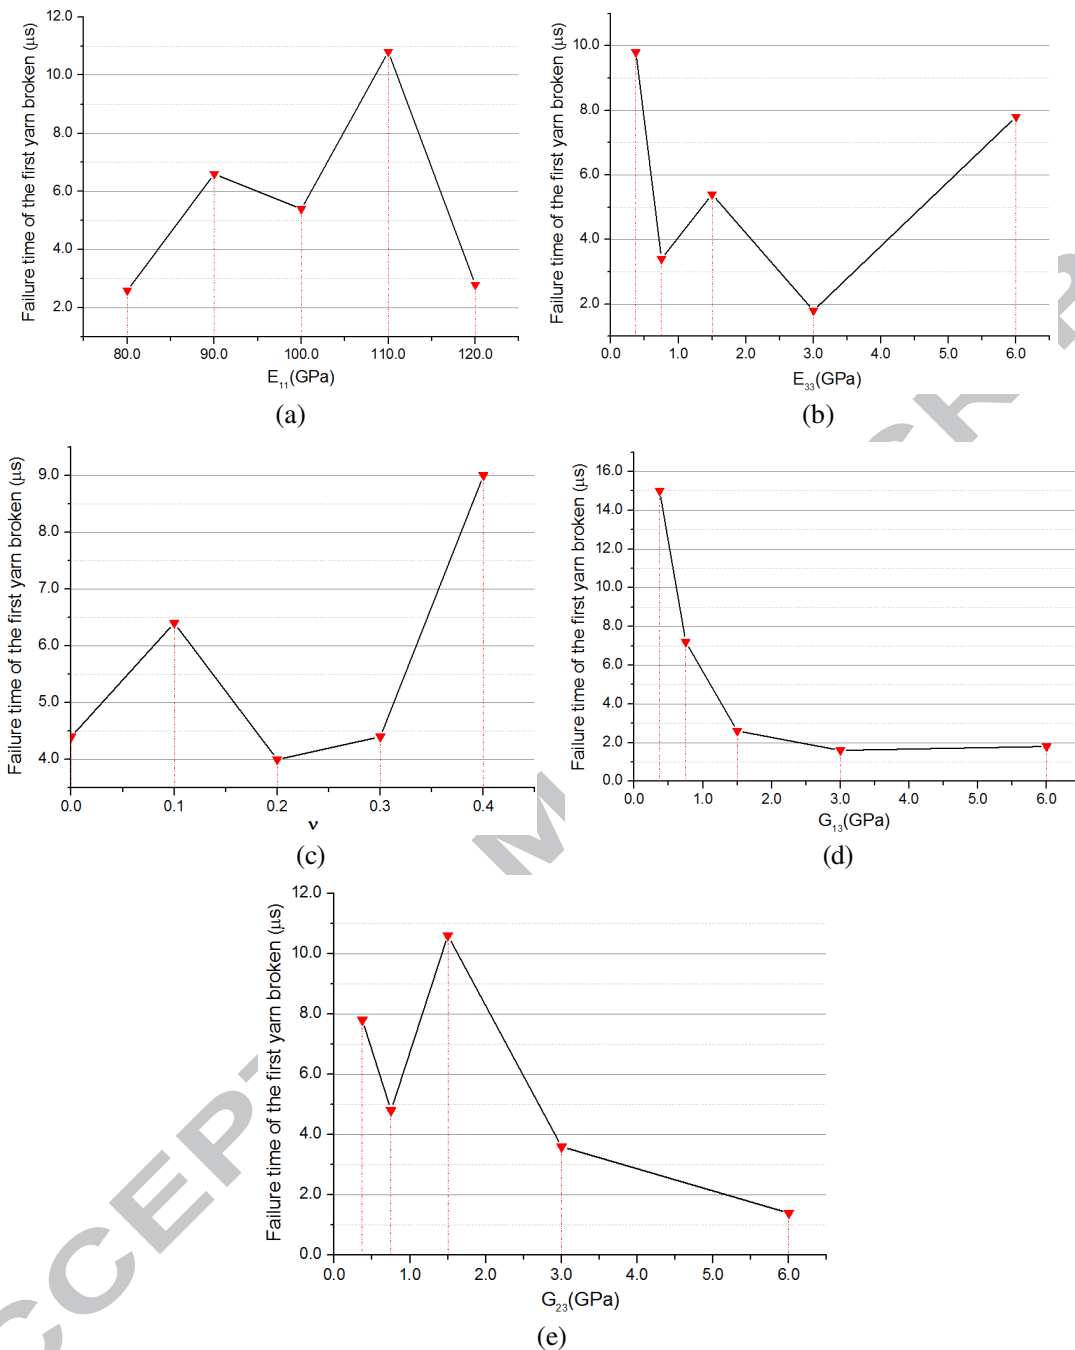 Failure time of the first yarn broken (μs)
12.0
10.0
8.0
6.0
4.0
2.0
80.0 90.0 100.0 110.0 120.0
E11(GPa)
(a)
Failure time of the first yarn broken (μs)
10.0
8.0
6.0
4.0
2.0
0.0 1.0 2.0 3.0 4.0 5.0 6.0
E33(GPa)
(b)
Failure time of the first yarn broken (μs)
9.0
8.0
7.0
6.0
5.0
4.0
0.0 0.1 0.2 0.3 0.4
ν
(c)
Failure time of the first yarn broken (μs)
16.0
14.0
12.0
10.0
8.0
6.0
4.0
2.0
0.0
0.0 1.0 2.0 3.0 4.0 5.0 6.0
G13(GPa)
(d)
Failure time of the first yarn broken (μs)
12.0
10.0
8.0
6.0
4.0
2.0
0.0
0.0 1.0 2.0 3.0 4.0 5.0 6.0
G23(GPa)
(e)